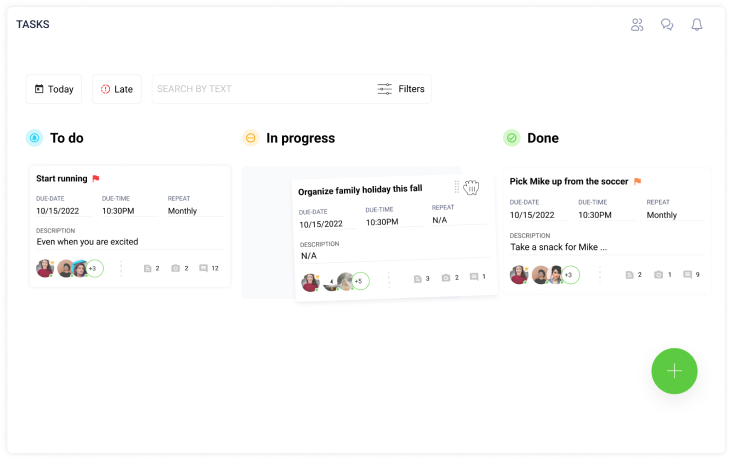 TASKS
Today
Late
SEARCH BY TEXT
Filters
To do
In progress
Done
Start running
DUE-DATE DUE-TIME REPEAT
10/15/2022 10:30PM Monthly
DESCRIPTION
Even when you are excited
+3 2 2 12
Organize family holiday this fall
DUE-DATE DUE-TIME REPEAT
10/15/2022 10:30PM N/A
DESCRIPTION
N/A
4 +5 3 2 1
Pick Mike up from the soccer
DUE-DATE DUE-TIME REPEAT
10/15/2022 10:30PM Monthly
DESCRIPTION
Take a snack for Mike ...
+3 2 1 9